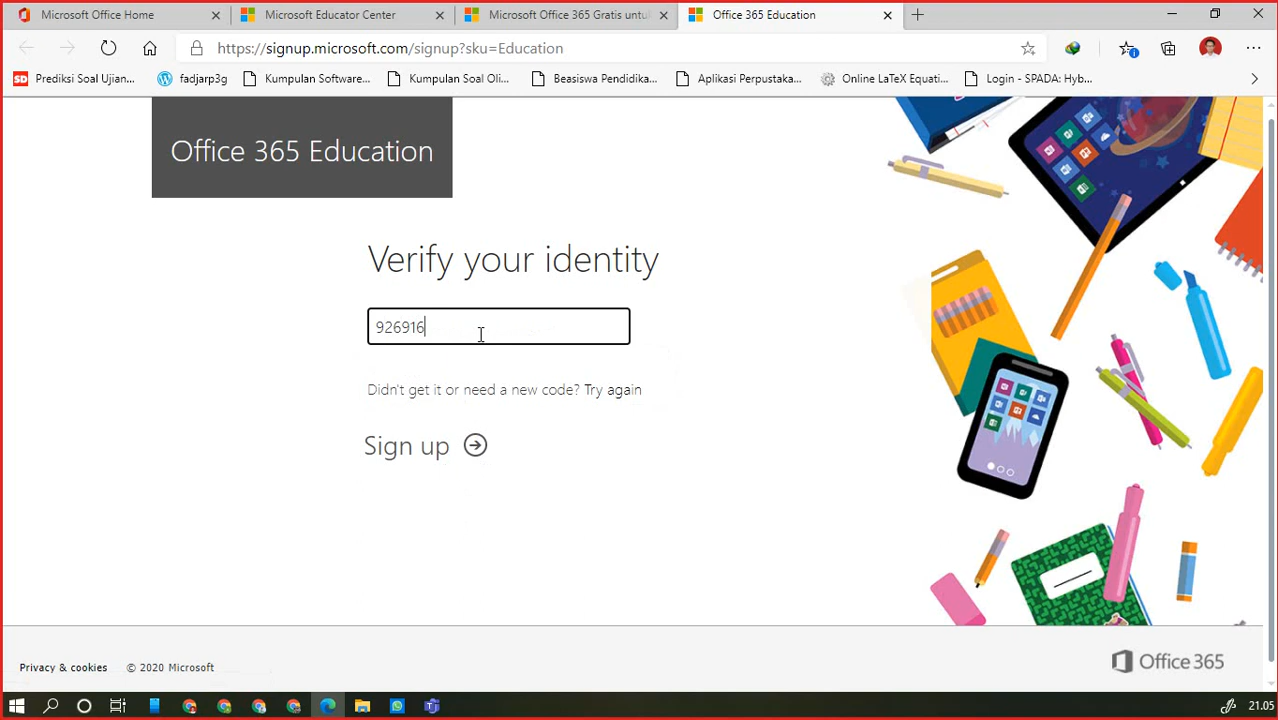 Microsoft Office Home
Microsoft Educator Center
Microsoft Office 365 Gratis untu
Office 365 Education
https://signup.microsoft.com/signup?sku=Education
Prediksi Soal Ujian...
fadjarp3g
Kumpulan Software...
Kumpulan Soal Oli...
Beasiswa Pendidika...
Aplikasi Perpustaka...
Online LaTeX Equati...
Login - SPADA: Hyb...
Office 365 Education
Verify your identity
926916
Didn't get it or need a new code? Try again
Sign up
Privacy & cookies
© 2020 Microsoft
Office 365
21.05